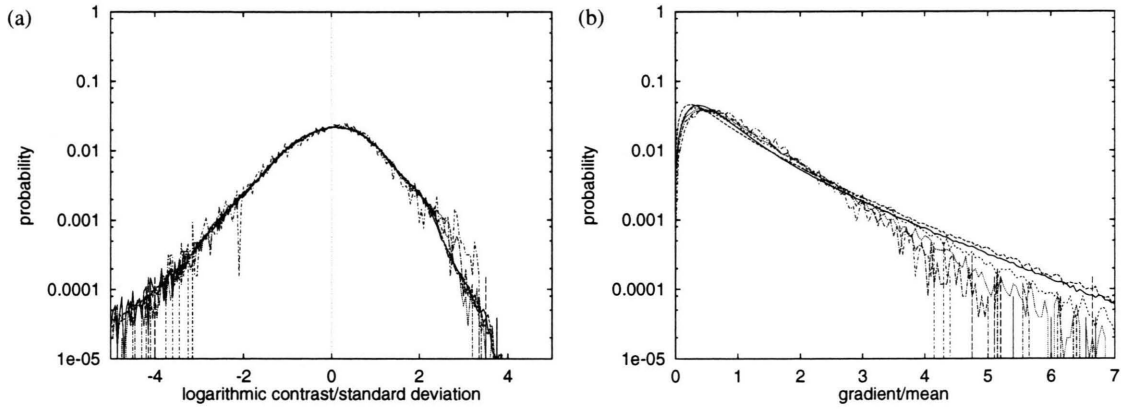 (a)
1
0.1
0.01
0.001
0.0001
1e-05
probability
-4 -2 0 2 4
logarithmic contrast/standard deviation
(b)
1
0.1
0.01
0.001
0.0001
1e-05
probability
0 1 2 3 4 5 6 7
gradient/mean